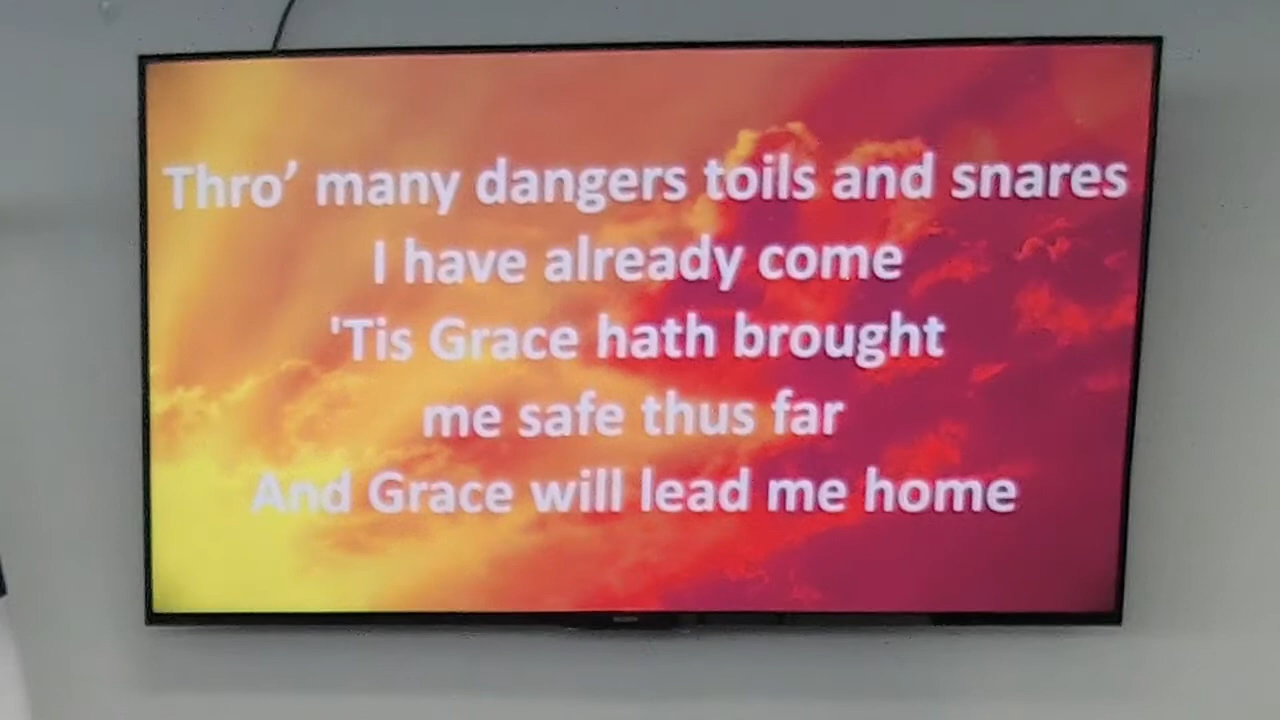 Thro’ many dangers toils and snares
I have already come
'Tis Grace hath brought
me safe thus far
And Grace will lead me home